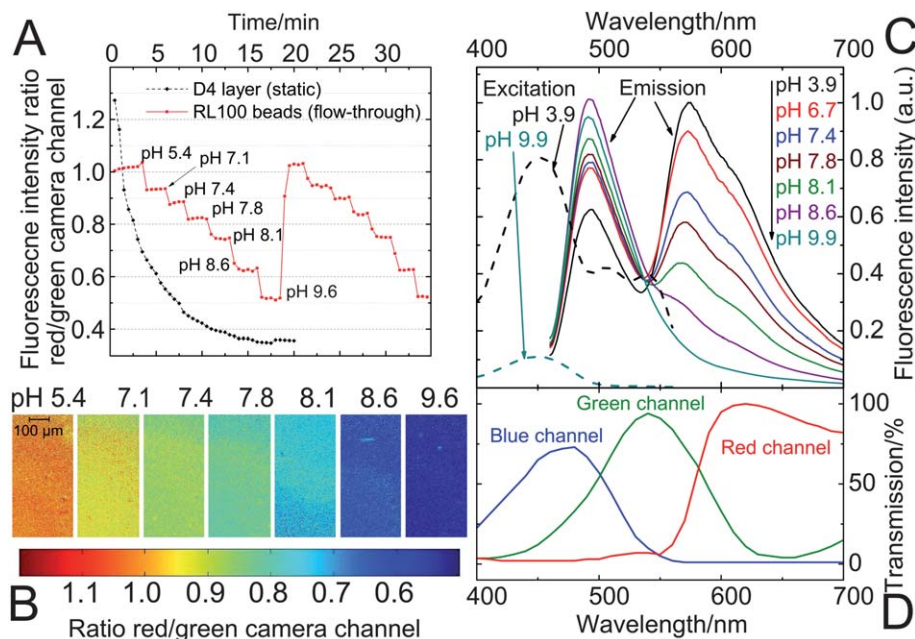 A
Time/min
0 5 10 15 20 25 30
Fluorescecne intensity ratio
red/green camera channel
1.2
1.0
0.8
0.6
0.4
D4 layer (static)
RL100 beads (flow-through)
pH 5.4
pH 7.1
pH 7.4
pH 7.8
pH 8.1
pH 8.6
pH 9.6
pH 5.4 7.1 7.4 7.8 8.1 8.6 9.6
100 µm
B
1.1 1.0 0.9 0.8 0.7 0.6
Ratio red/green camera channel
C
Wavelength/nm
400 500 600 700
Excitation
Emission
pH 3.9
pH 9.9
pH 3.9
pH 6.7
pH 7.4
pH 7.8
pH 8.1
pH 8.6
pH 9.9
1.0
0.8
0.6
0.4
0.2
Fluorescence intensity (a.u.)
Green channel
Blue channel
Red channel
100
50
0
Transmission/%
400 500 600 700
Wavelength/nm
D